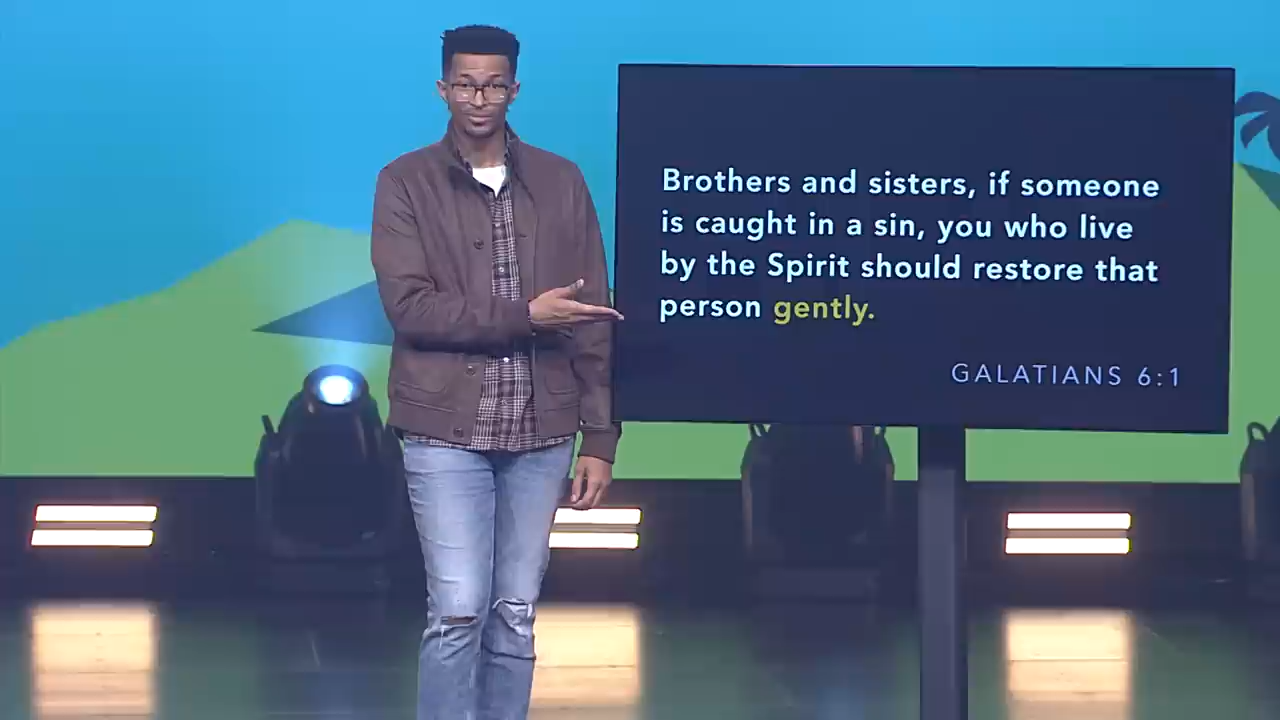 Brothers and sisters, if someone
is caught in a sin, you who live
by the Spirit should restore that
person gently.
GALATIANS 6:1